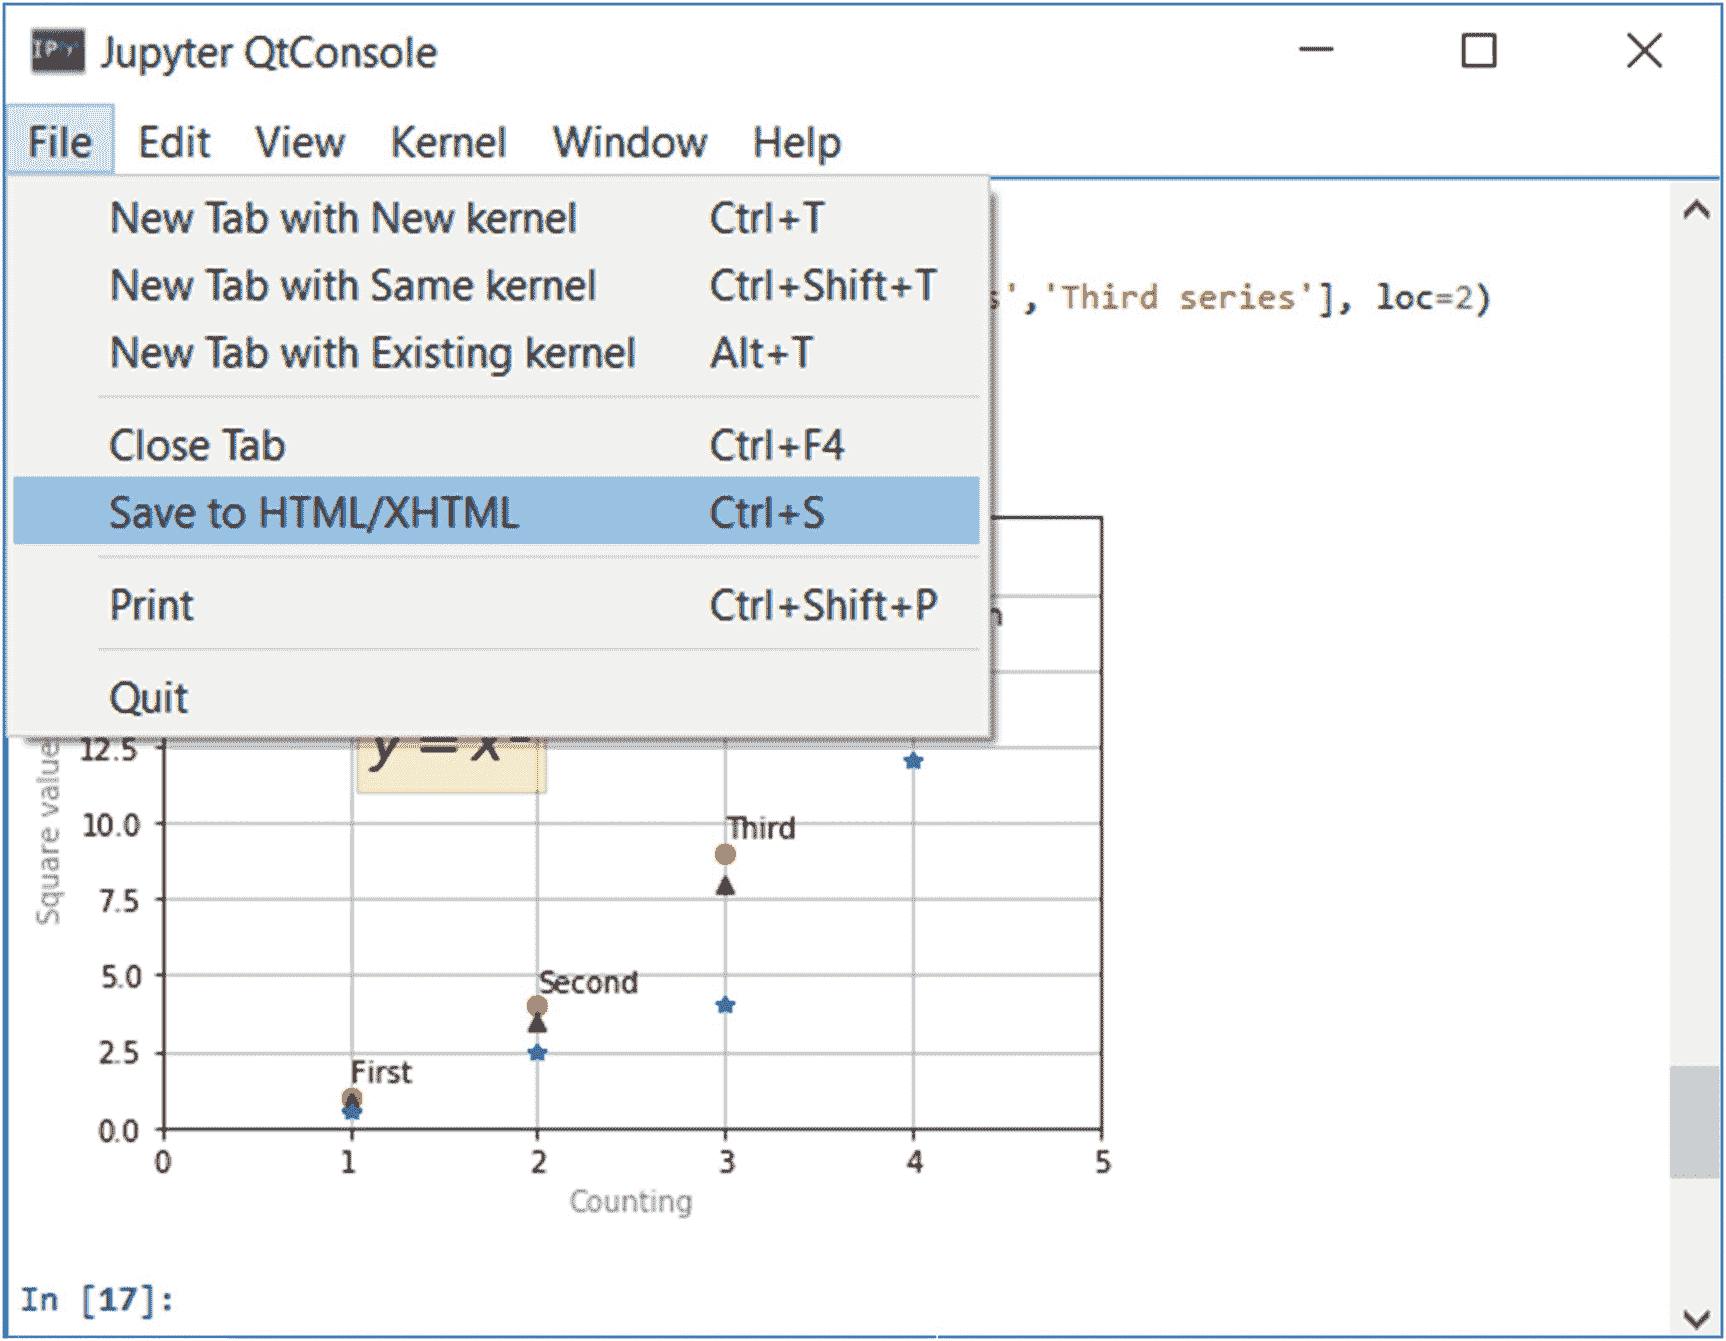 IPy
Jupyter QtConsole
File Edit View Kernel Window Help
New Tab with New kernel Ctrl+T
New Tab with Same kernel Ctrl+Shift+T
New Tab with Existing kernel Alt+T
Close Tab Ctrl+F4
Save to HTML/XHTML Ctrl+S
Print Ctrl+Shift+P
Quit
s','Third series'], loc=2)
n
y = x
Square value
12.5
10.0
7.5
5.0
2.5
0.0
Third
Second
First
0 1 2 3 4 5
Counting
In [17]: